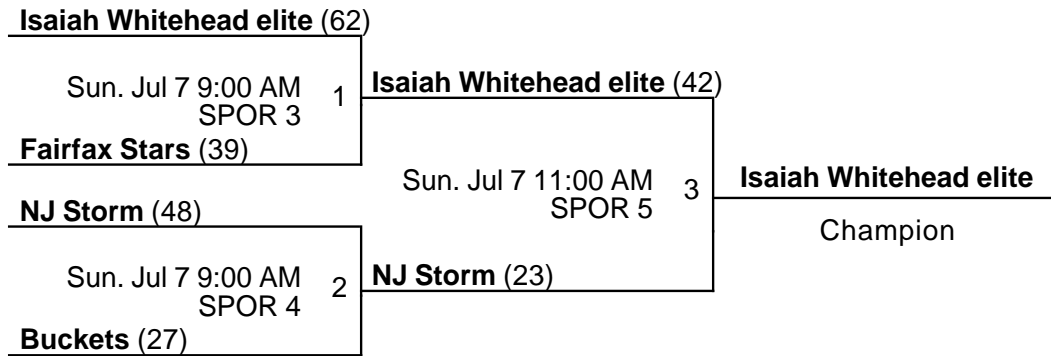 Isaiah Whitehead elite (62)
Sun. Jul 7 9:00 AM
SPOR 3
1
Fairfax Stars (39)
Isaiah Whitehead elite (42)
Sun. Jul 7 11:00 AM
SPOR 5
3
Isaiah Whitehead elite
Champion
NJ Storm (48)
Sun. Jul 7 9:00 AM
SPOR 4
2
Buckets (27)
NJ Storm (23)